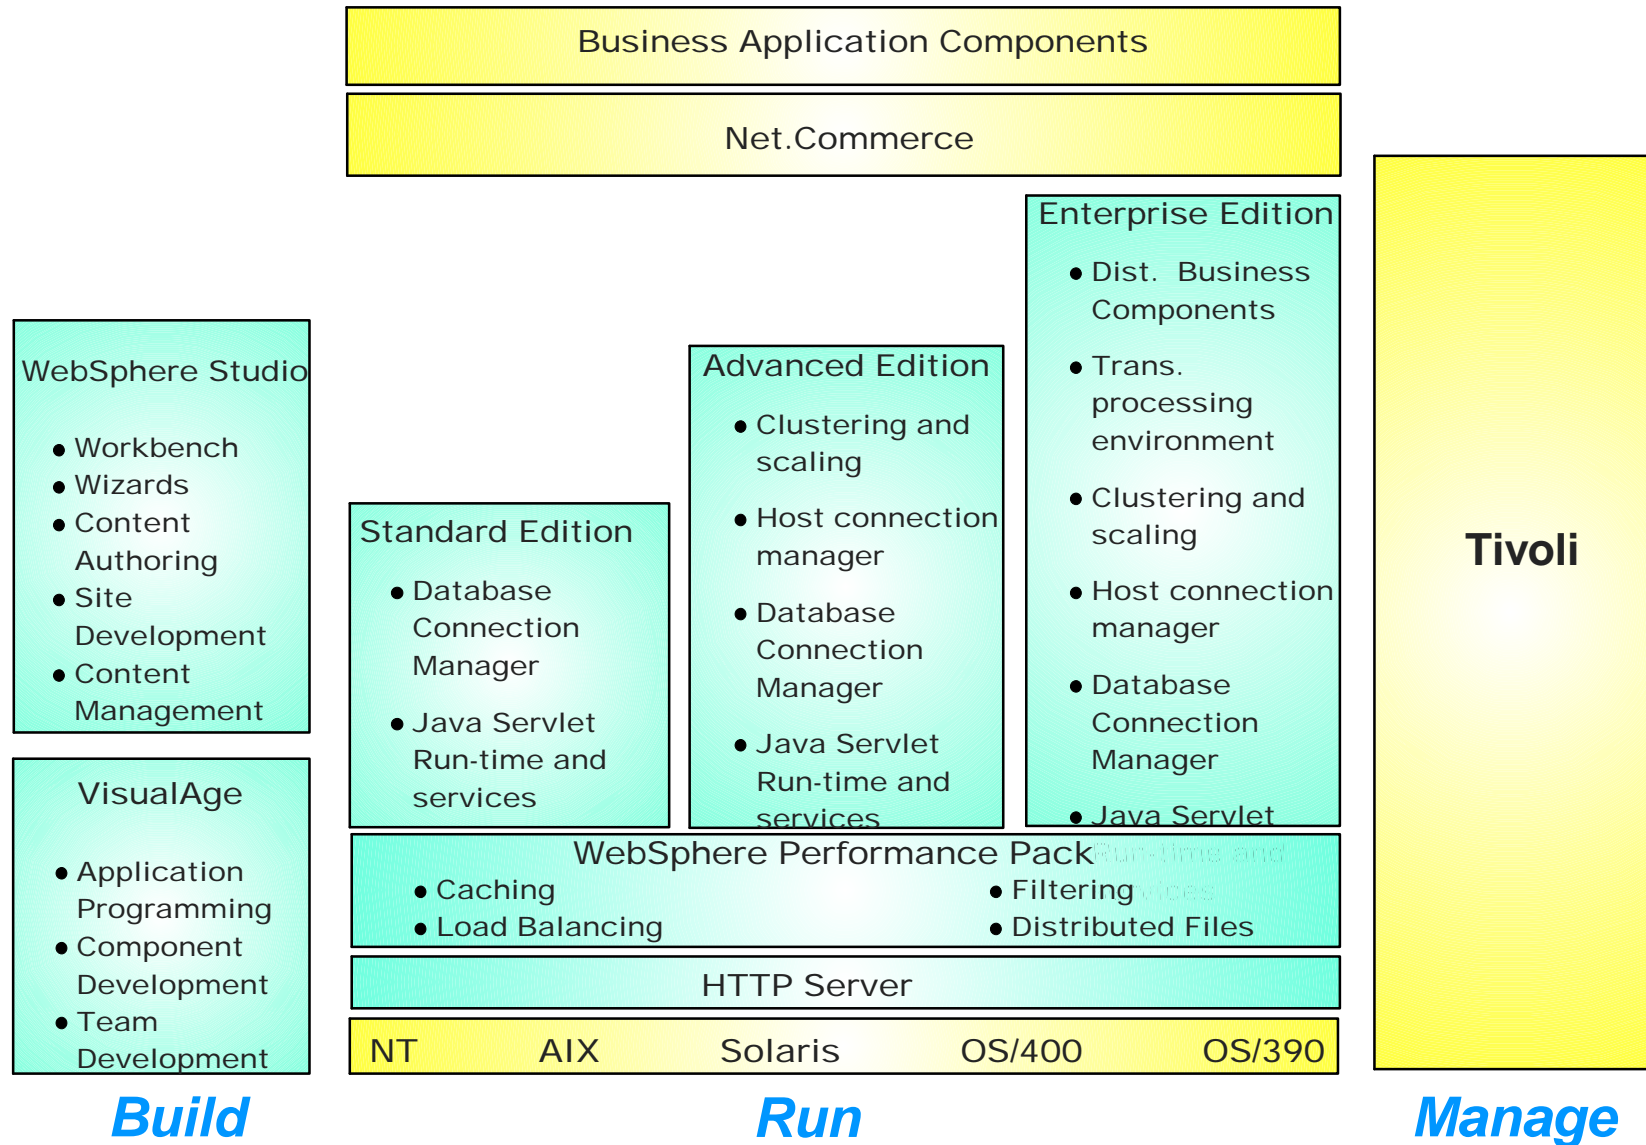 Business Application Components
Net.Commerce
WebSphere Studio
● Workbench
● Wizards
● Content
Authoring
● Site
Development
● Content
Management
VisualAge
● Application
Programming
● Component
Development
● Team
Development
Standard Edition
● Database
Connection
Manager
● Java Servlet
Run-time and
services
Advanced Edition
● Clustering and
scaling
● Host connection
manager
● Database
Connection
Manager
● Java Servlet
Run-time and
services
Enterprise Edition
● Dist. Business
Components
● Trans.
processing
environment
● Clustering and
scaling
● Host connection
manager
● Database
Connection
Manager
● Java Servlet
Run-time and
WebSphere Performance Pack
● Caching
● Load Balancing
● Filtering
● Distributed Files
HTTP Server
NT AIX Solaris OS/400 OS/390
Tivoli
Build
Run
Manage